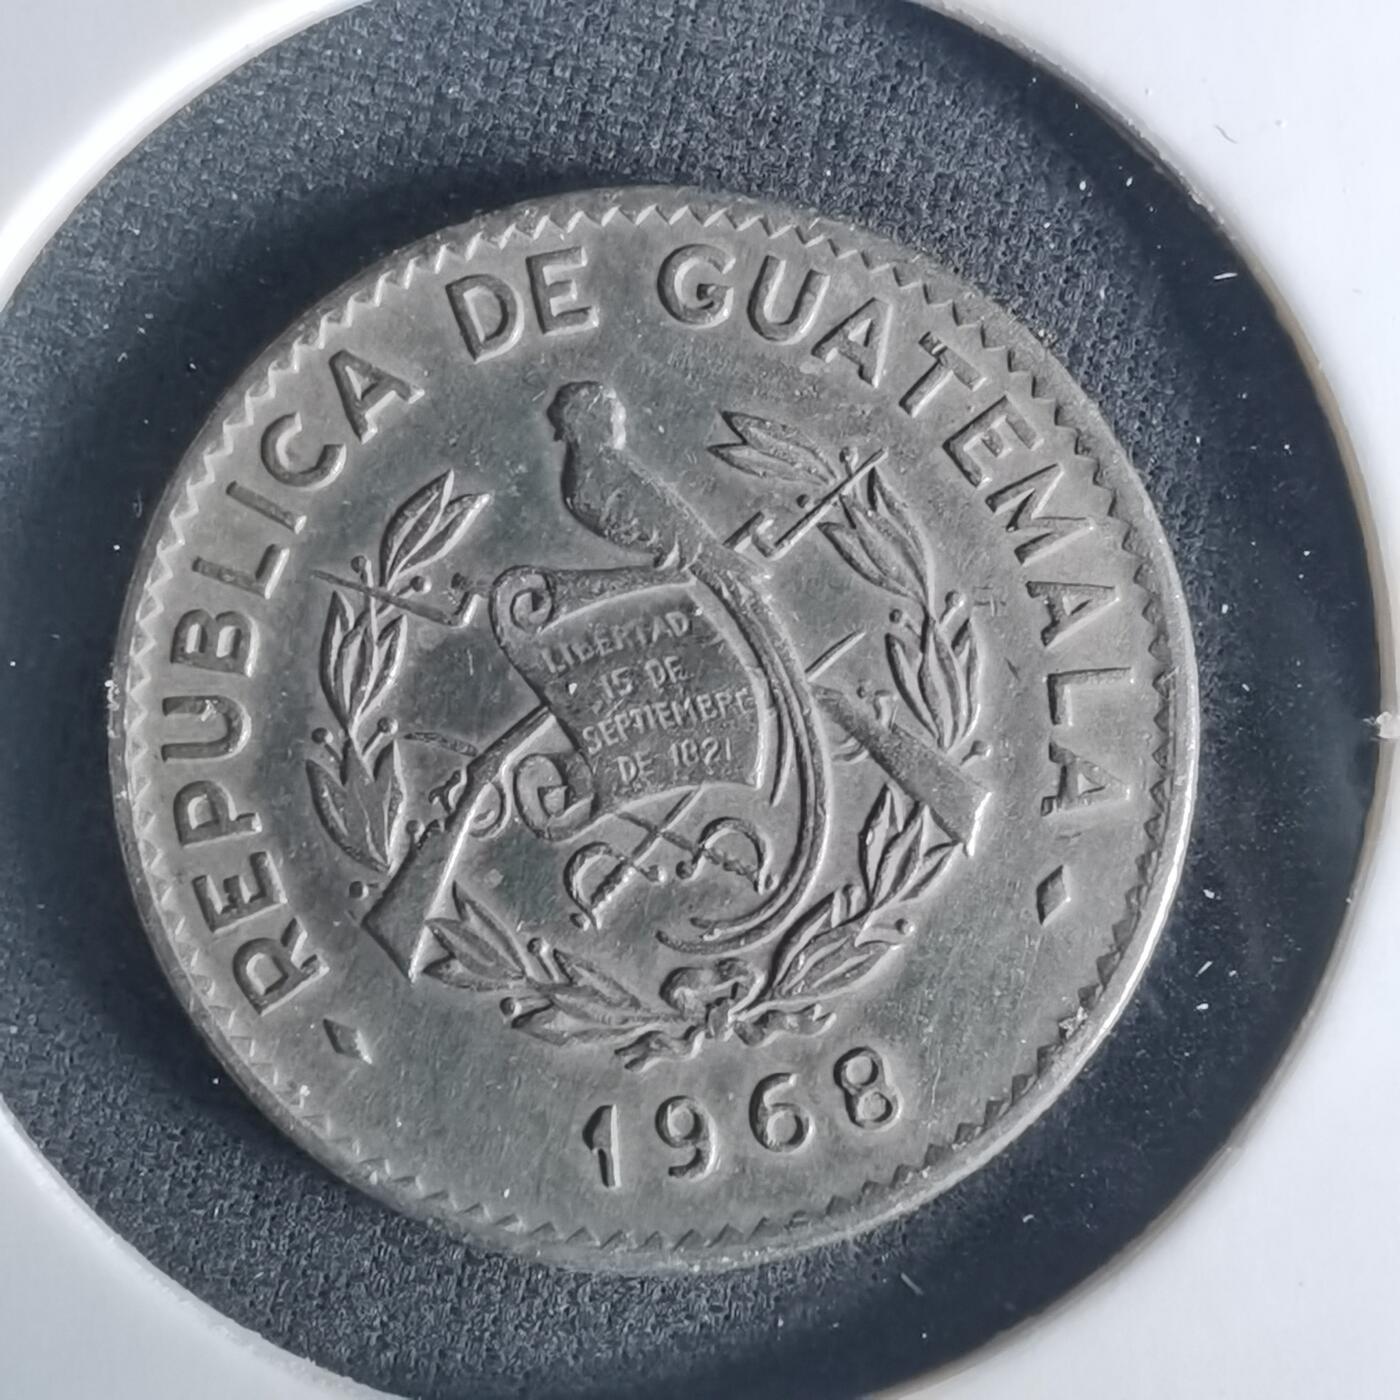 REPUBLICA DE GUATEMALA
LIBERTAD
15 DE
SEPTIEMBRE
DE 1821
1968